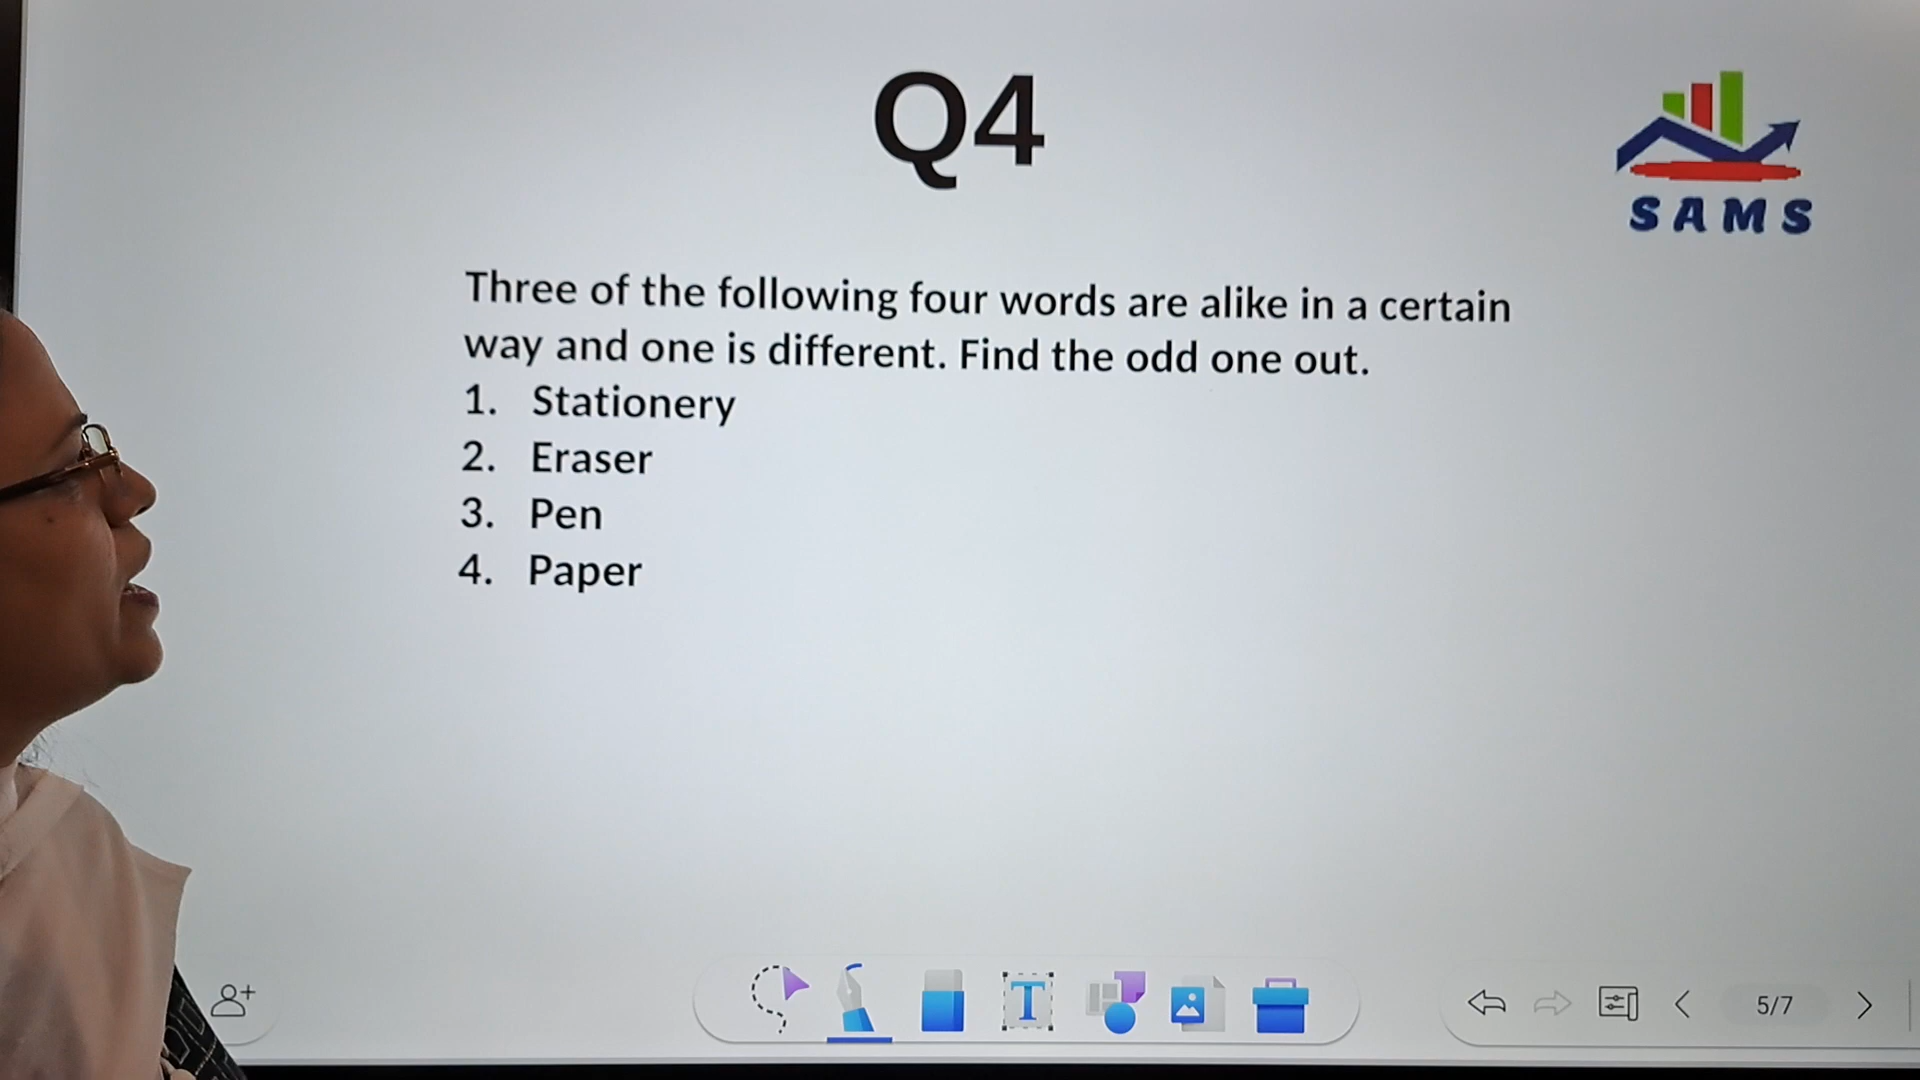 Q4
SAMS
Three of the following four words are alike in a certain
way and one is different. Find the odd one out.
1. Stationery
2. Eraser
3. Pen
4. Paper
T
5/7